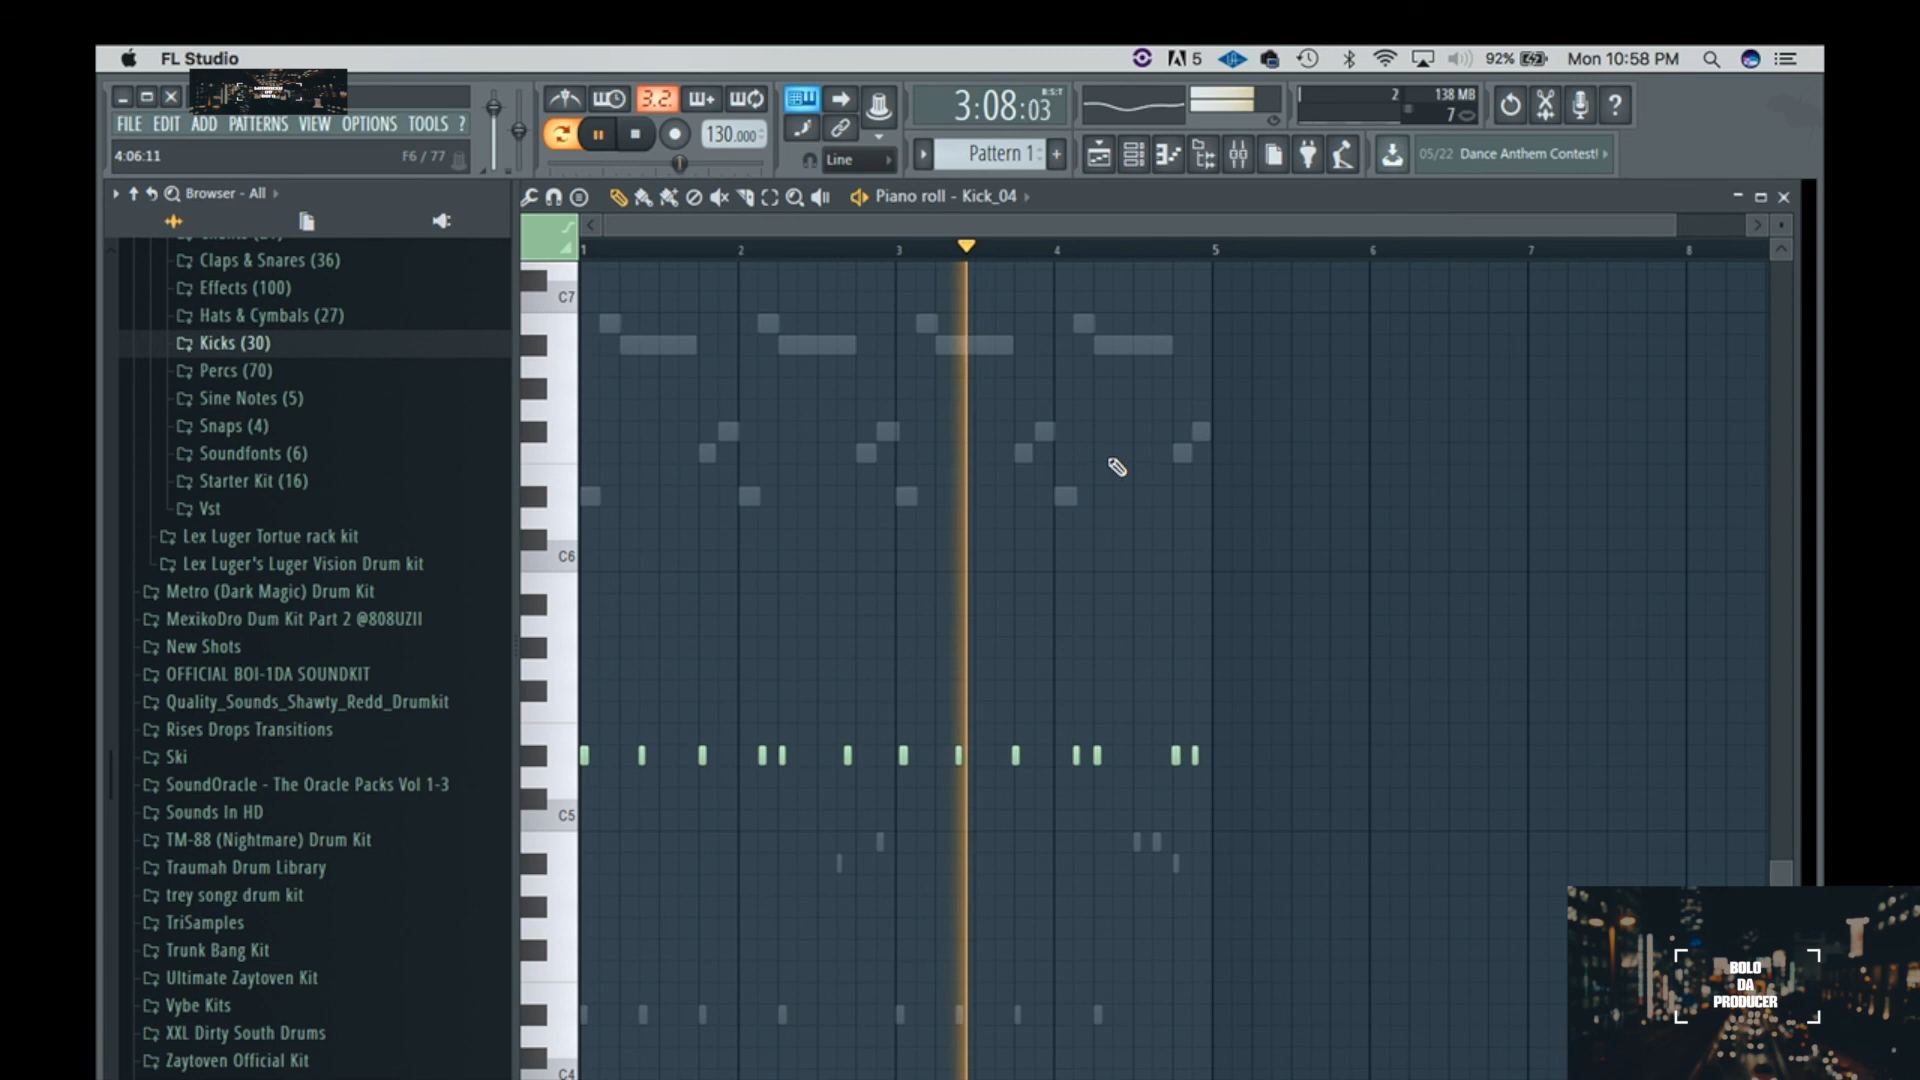 FL Studio
5
92%
Mon 10:58 PM
FILE EDIT ADD PATTERNS VIEW OPTIONS TOOLS ?
4:06:11
F6 / 77
3.2.
130.000
Line
3:08:03
B:S:T
Pattern 1
+
2
138 MB
7
?
05/22 Dance Anthem Contest!
Browser - All
Piano roll - Kick_04
1 2 3 4 5 6 7 8
Claps & Snares (36)
Effects (100)
Hats & Cymbals (27)
Kicks (30)
Percs (70)
Sine Notes (5)
Snaps (4)
Soundfonts (6)
Starter Kit (16)
Vst
Lex Luger Tortue rack kit
Lex Luger's Luger Vision Drum kit
Metro (Dark Magic) Drum Kit
MexikoDro Dum Kit Part 2 @808UZII
New Shots
OFFICIAL BOI-1DA SOUNDKIT
Quality_Sounds_Shawty_Redd_Drumkit
Rises Drops Transitions
Ski
SoundOracle - The Oracle Packs Vol 1-3
Sounds In HD
TM-88 (Nightmare) Drum Kit
Traumah Drum Library
trey songz drum kit
TriSamples
Trunk Bang Kit
Ultimate Zaytoven Kit
Vybe Kits
XXL Dirty South Drums
Zaytoven Official Kit
C7
C6
C5
C4
BOLO
DA
PRODUCER